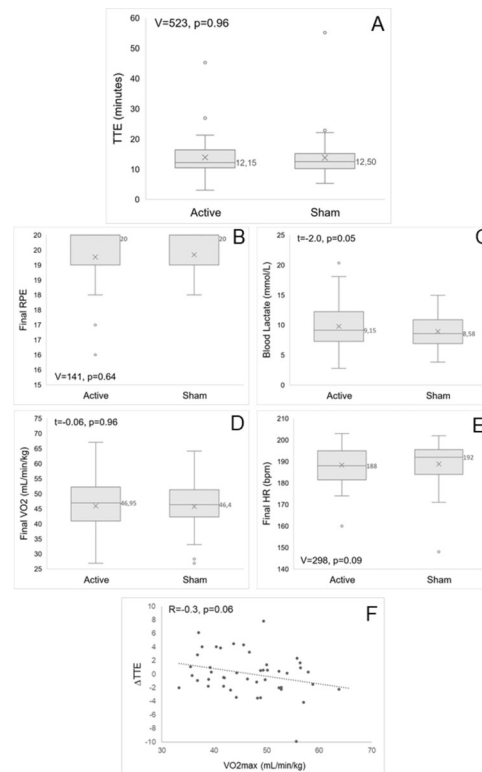 V=523, p=0.96
A
TTE (minutes)
60
50
40
30
20
10
0
12,15
12,50
Active
Sham
B
Final RPE
20
20
19
19
18
18
17
17
16
16
15
20
20
V=141, p=0.64
Active
Sham
t=-2.0, p=0.05
C
Blood Lactate (mmol/L)
25
20
15
10
5
0
9,15
8,58
Active
Sham
t=-0.06, p=0.96
D
Final VO2 (mL/min/kg)
75
70
65
60
55
50
45
40
35
30
25
46,95
46,4
Active
Sham
E
Final HR (bpm)
210
200
190
180
170
160
150
140
188
192
V=298, p=0.09
Active
Sham
R=-0.3, p=0.06
F
ΔTTE
10
8
6
4
2
0
-2
-4
-6
-8
-10
30
40
50
60
70
VO2max (mL/min/kg)